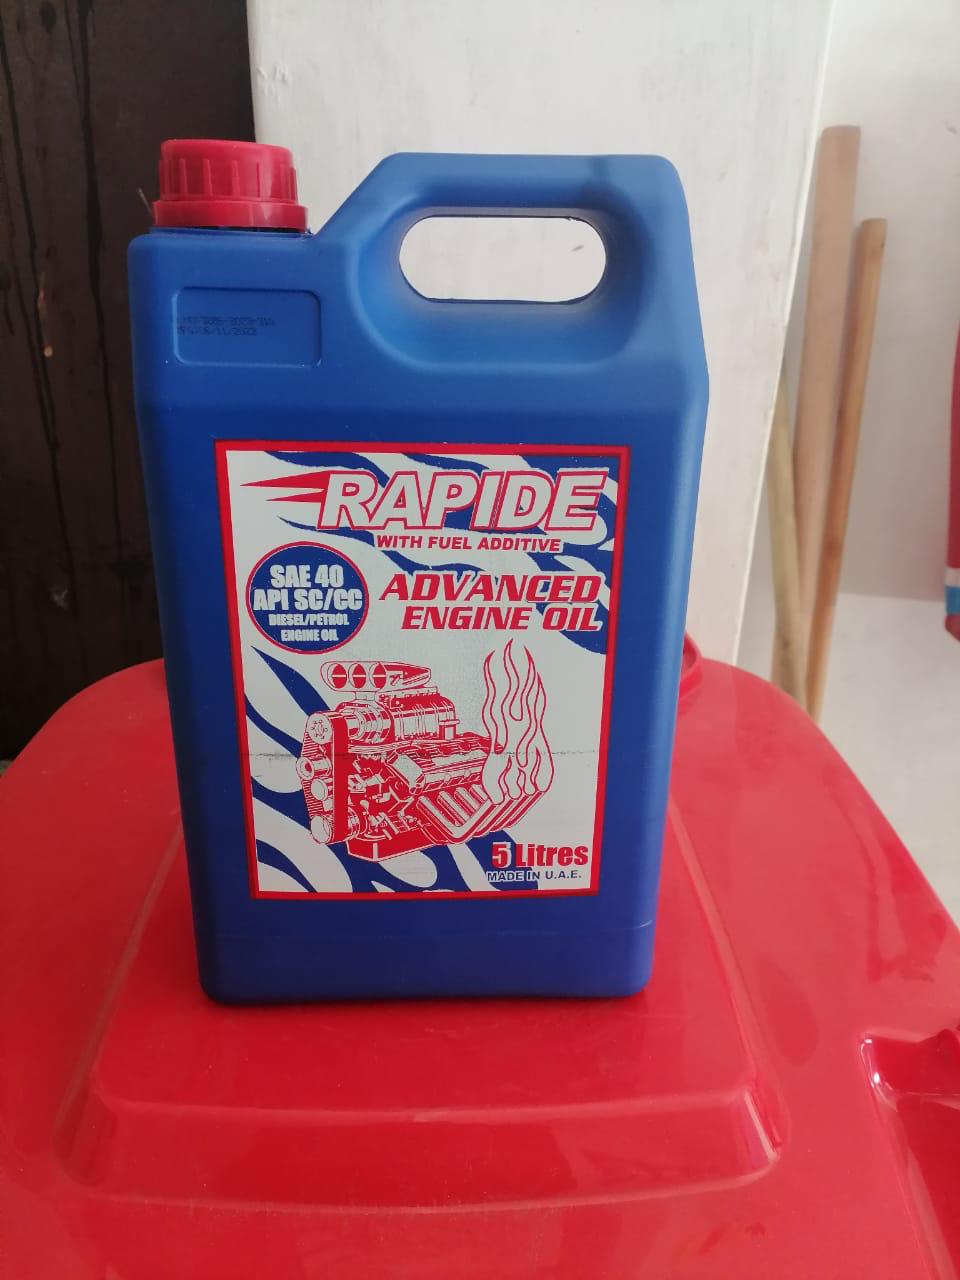 RAPIDE
WITH FUEL ADDITIVE
SAE 40
API SC/CC
DIESEL/PETROL
ENGINE OIL
ADVANCED
ENGINE OIL
5 Litres
MADE IN U.A.E.